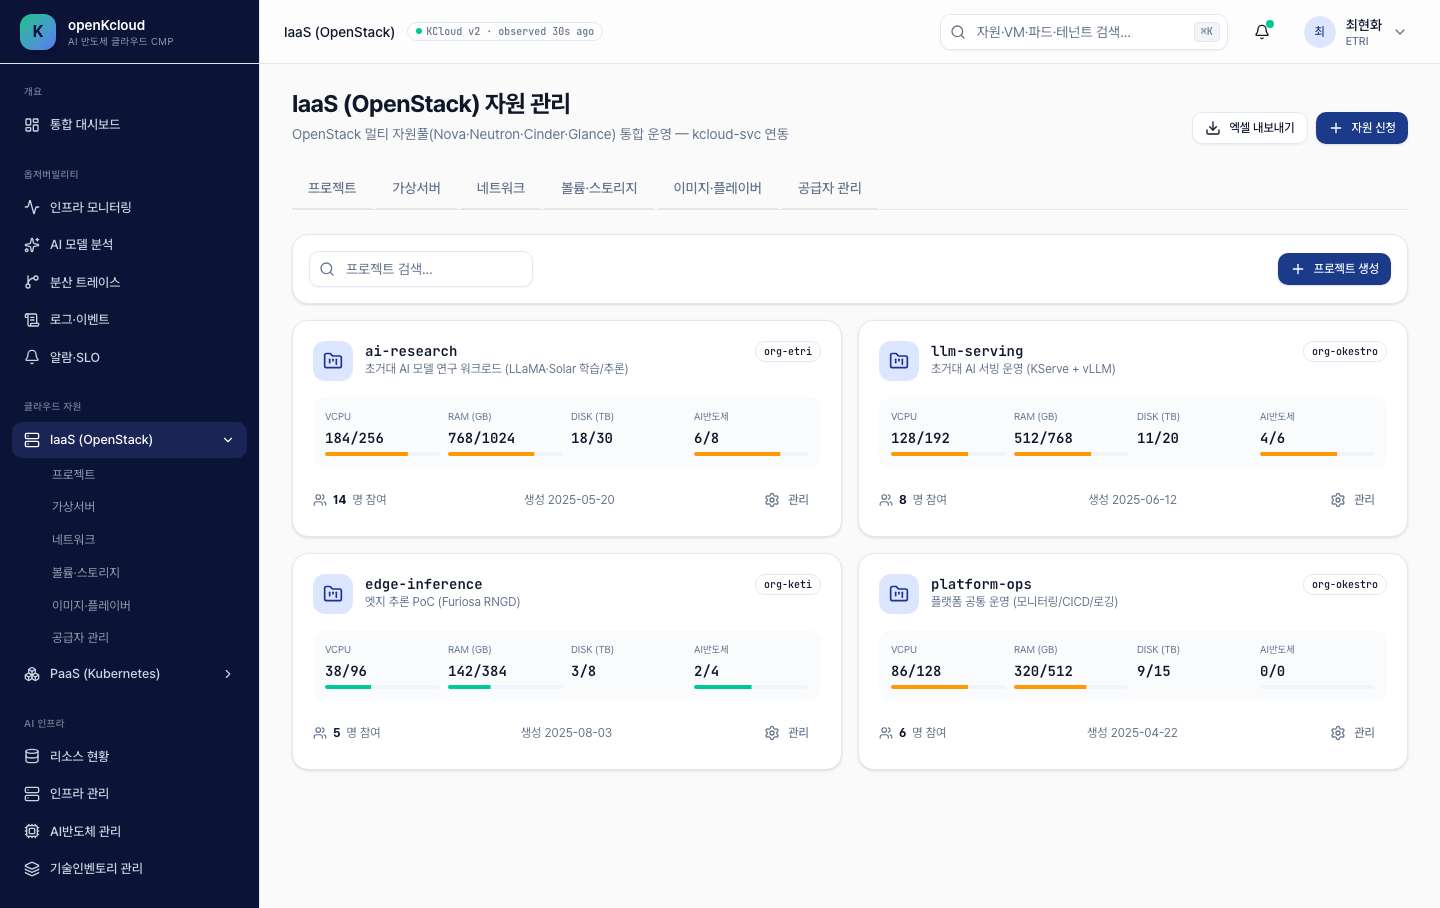 K
openKcloud
AI 반도체 클라우드 CMP
IaaS (OpenStack)
KCloud v2 · observed 30s ago
자원·VM·파드·테넌트 검색...
⌘K
최
최현화
ETRI
개요
통합 대시보드
옵저버빌리티
인프라 모니터링
AI 모델 분석
분산 트레이스
로그·이벤트
알람·SLO
클라우드 자원
IaaS (OpenStack)
프로젝트
가상서버
네트워크
볼륨·스토리지
이미지·플레이버
공급자 관리
PaaS (Kubernetes)
AI 인프라
리소스 현황
인프라 관리
AI반도체 관리
기술인벤토리 관리
IaaS (OpenStack) 자원 관리
OpenStack 멀티 자원풀(Nova·Neutron·Cinder·Glance) 통합 운영 — kcloud-svc 연동
엑셀 내보내기
자원 신청
프로젝트
가상서버
네트워크
볼륨·스토리지
이미지·플레이버
공급자 관리
프로젝트 검색...
프로젝트 생성
ai-research
org-etri
초거대 AI 모델 연구 워크로드 (LLaMA·Solar 학습/추론)
VCPU RAM (GB) DISK (TB) AI반도체
184/256 768/1024 18/30 6/8
14 명 참여 생성 2025-05-20 관리
llm-serving
org-okestro
초거대 AI 서빙 운영 (KServe + vLLM)
VCPU RAM (GB) DISK (TB) AI반도체
128/192 512/768 11/20 4/6
8 명 참여 생성 2025-06-12 관리
edge-inference
org-keti
엣지 추론 PoC (Furiosa RNGD)
VCPU RAM (GB) DISK (TB) AI반도체
38/96 142/384 3/8 2/4
5 명 참여 생성 2025-08-03 관리
platform-ops
org-okestro
플랫폼 공통 운영 (모니터링/CICD/로깅)
VCPU RAM (GB) DISK (TB) AI반도체
86/128 320/512 9/15 0/0
6 명 참여 생성 2025-04-22 관리